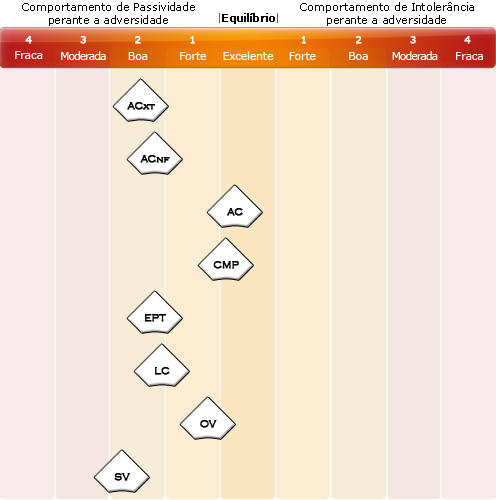 Comportamento de Passividade
perante a adversidade
|Equilíbrio|
Comportamento de Intolerância
perante a adversidade
4 3 2 1 1 2 3 4
Fraca Moderada Boa Forte Excelente Forte Boa Moderada Fraca
ACXT
ACNF
AC
CMP
EPT
LC
OV
SV